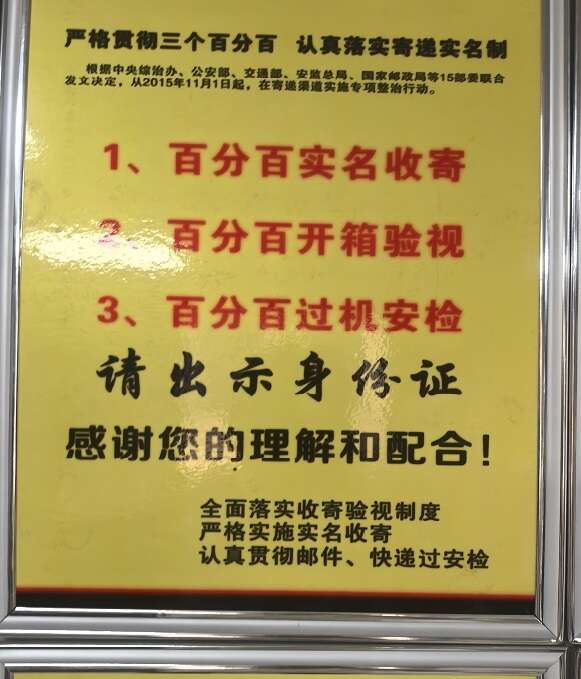 严格贯彻三个百分百 认真落实寄递实名制
根据中央综治办、公安部、交通部、安监总局、国家邮政局等15部委联合
发文决定，从2015年11月1日起，在寄递渠道实施专项整治行动。
1、百分百实名收寄
2、百分百开箱验视
3、百分百过机安检
请出示身份证
感谢您的理解和配合！
全面落实收寄验视制度
严格实施实名收寄
认真贯彻邮件、快递过安检